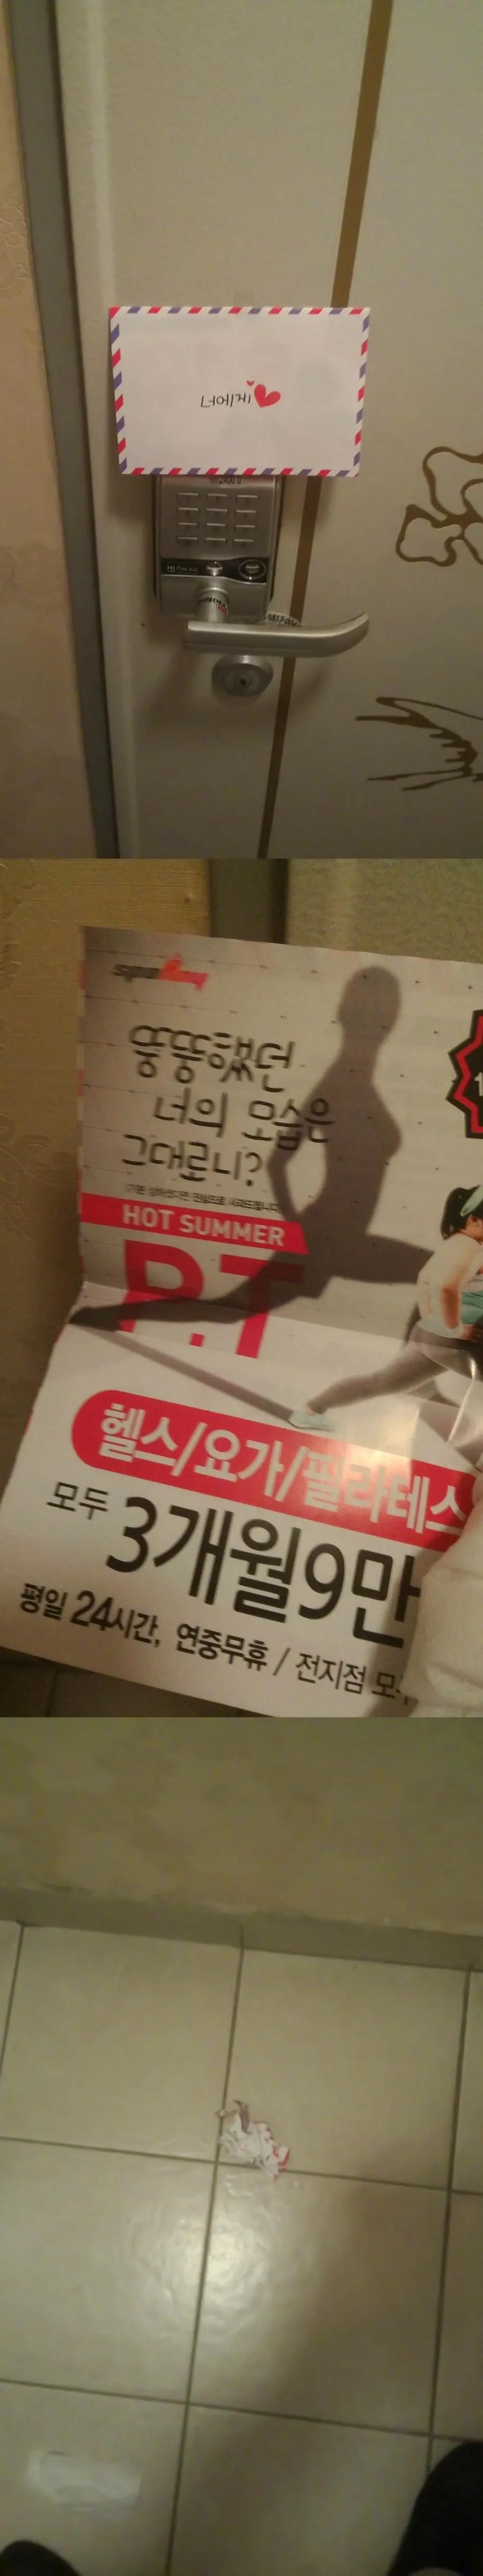 너에게
뚱뚱했던
너의 모습은
그대로니?
HOT SUMMER
P.T
헬스/요가/필라테스
모두 3개월9만
평일 24시간, 연중무휴 / 전지점 모